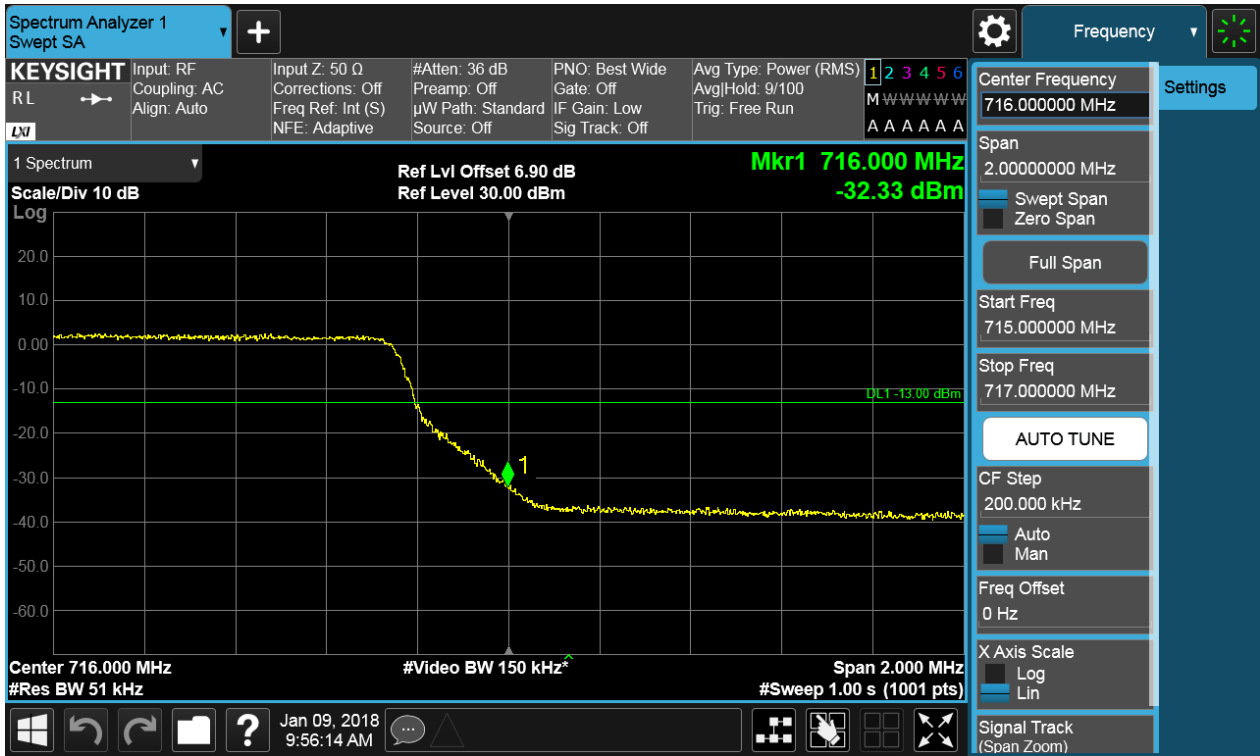 Spectrum Analyzer 1
Swept SA
+
Frequency
KEYSIGHT
R L
LXI
Input: RF
Coupling: AC
Align: Auto
Input Z: 50 Ω
Corrections: Off
Freq Ref: Int (S)
NFE: Adaptive
#Atten: 36 dB
Preamp: Off
µW Path: Standard
Source: Off
PNO: Best Wide
Gate: Off
IF Gain: Low
Sig Track: Off
Avg Type: Power (RMS)
Avg|Hold: 9/100
Trig: Free Run
1 2 3 4 5 6
M W W W W W
A A A A A A
Center Frequency
716.000000 MHz
Settings
Span
2.00000000 MHz
Swept Span
Zero Span
Full Span
Start Freq
715.000000 MHz
Stop Freq
717.000000 MHz
AUTO TUNE
CF Step
200.000 kHz
Auto
Man
Freq Offset
0 Hz
X Axis Scale
Log
Lin
Signal Track
(Span Zoom)
1 Spectrum
Scale/Div 10 dB
Log
Ref Lvl Offset 6.90 dB
Ref Level 30.00 dBm
Mkr1 716.000 MHz
-32.33 dBm
20.0
10.0
0.00
-10.0
DL1 -13.00 dBm
-20.0
1
-30.0
-40.0
-50.0
-60.0
Center 716.000 MHz
#Video BW 150 kHz*
Span 2.000 MHz
#Res BW 51 kHz
#Sweep 1.00 s (1001 pts)
?
Jan 09, 2018
9:56:14 AM